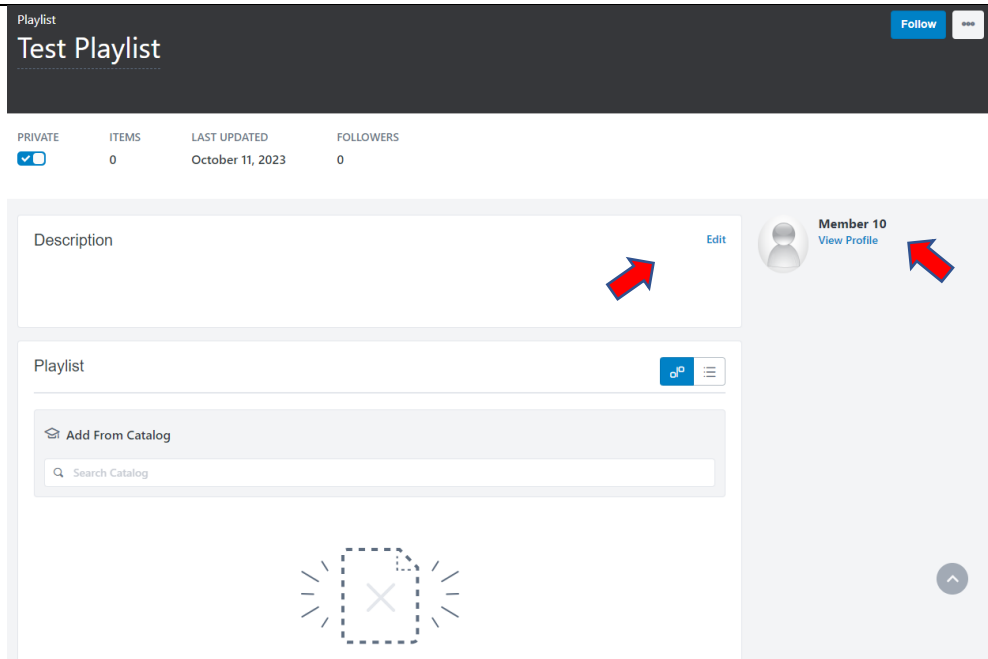 Playlist
Follow
Test Playlist
PRIVATE ITEMS LAST UPDATED FOLLOWERS
0 October 11, 2023 0
Description
Edit
Member 10
View Profile
Playlist
Add From Catalog
Search Catalog